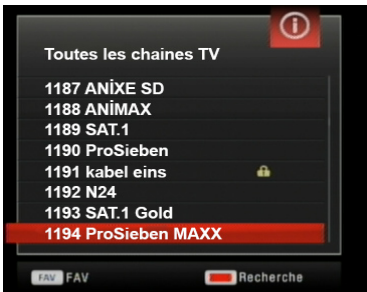 Toutes les chaines TV
1187 ANİXE SD
1188 ANİMAX
1189 SAT.1
1190 ProSieben
1191 kabel eins
1192 N24
1193 SAT.1 Gold
1194 ProSieben MAXX
FAV FAV
Recherche